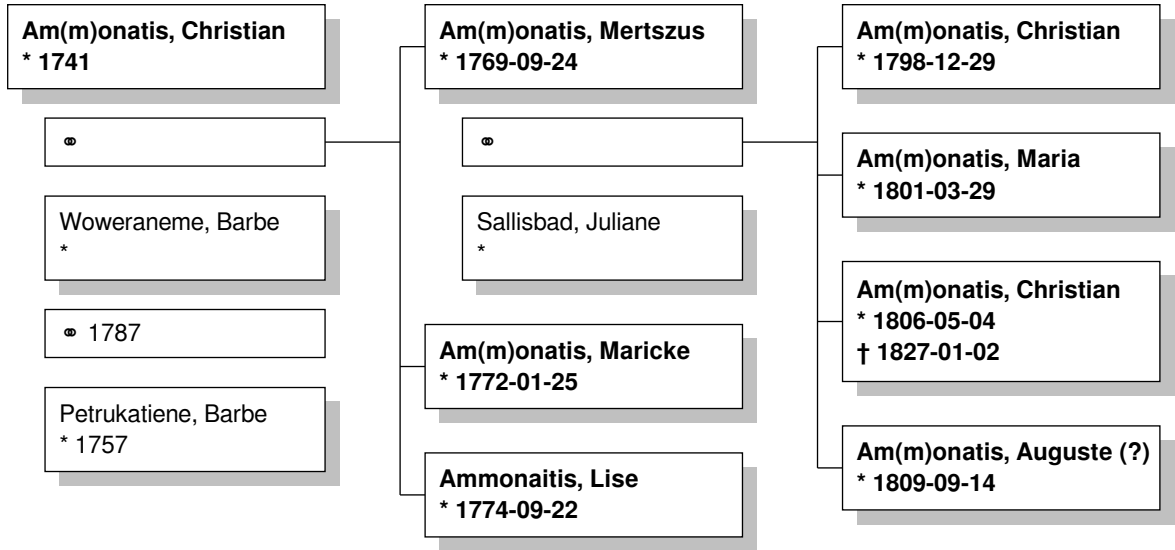 Am(m)onatis, Christian
* 1741
⚭
Woweraneme, Barbe
*
⚭ 1787
Petrukatiene, Barbe
* 1757
Am(m)onatis, Mertszus
* 1769-09-24
⚭
Sallisbad, Juliane
*
Am(m)onatis, Maricke
* 1772-01-25
Ammonaitis, Lise
* 1774-09-22
Am(m)onatis, Christian
* 1798-12-29
Am(m)onatis, Maria
* 1801-03-29
Am(m)onatis, Christian
* 1806-05-04
† 1827-01-02
Am(m)onatis, Auguste (?)
* 1809-09-14